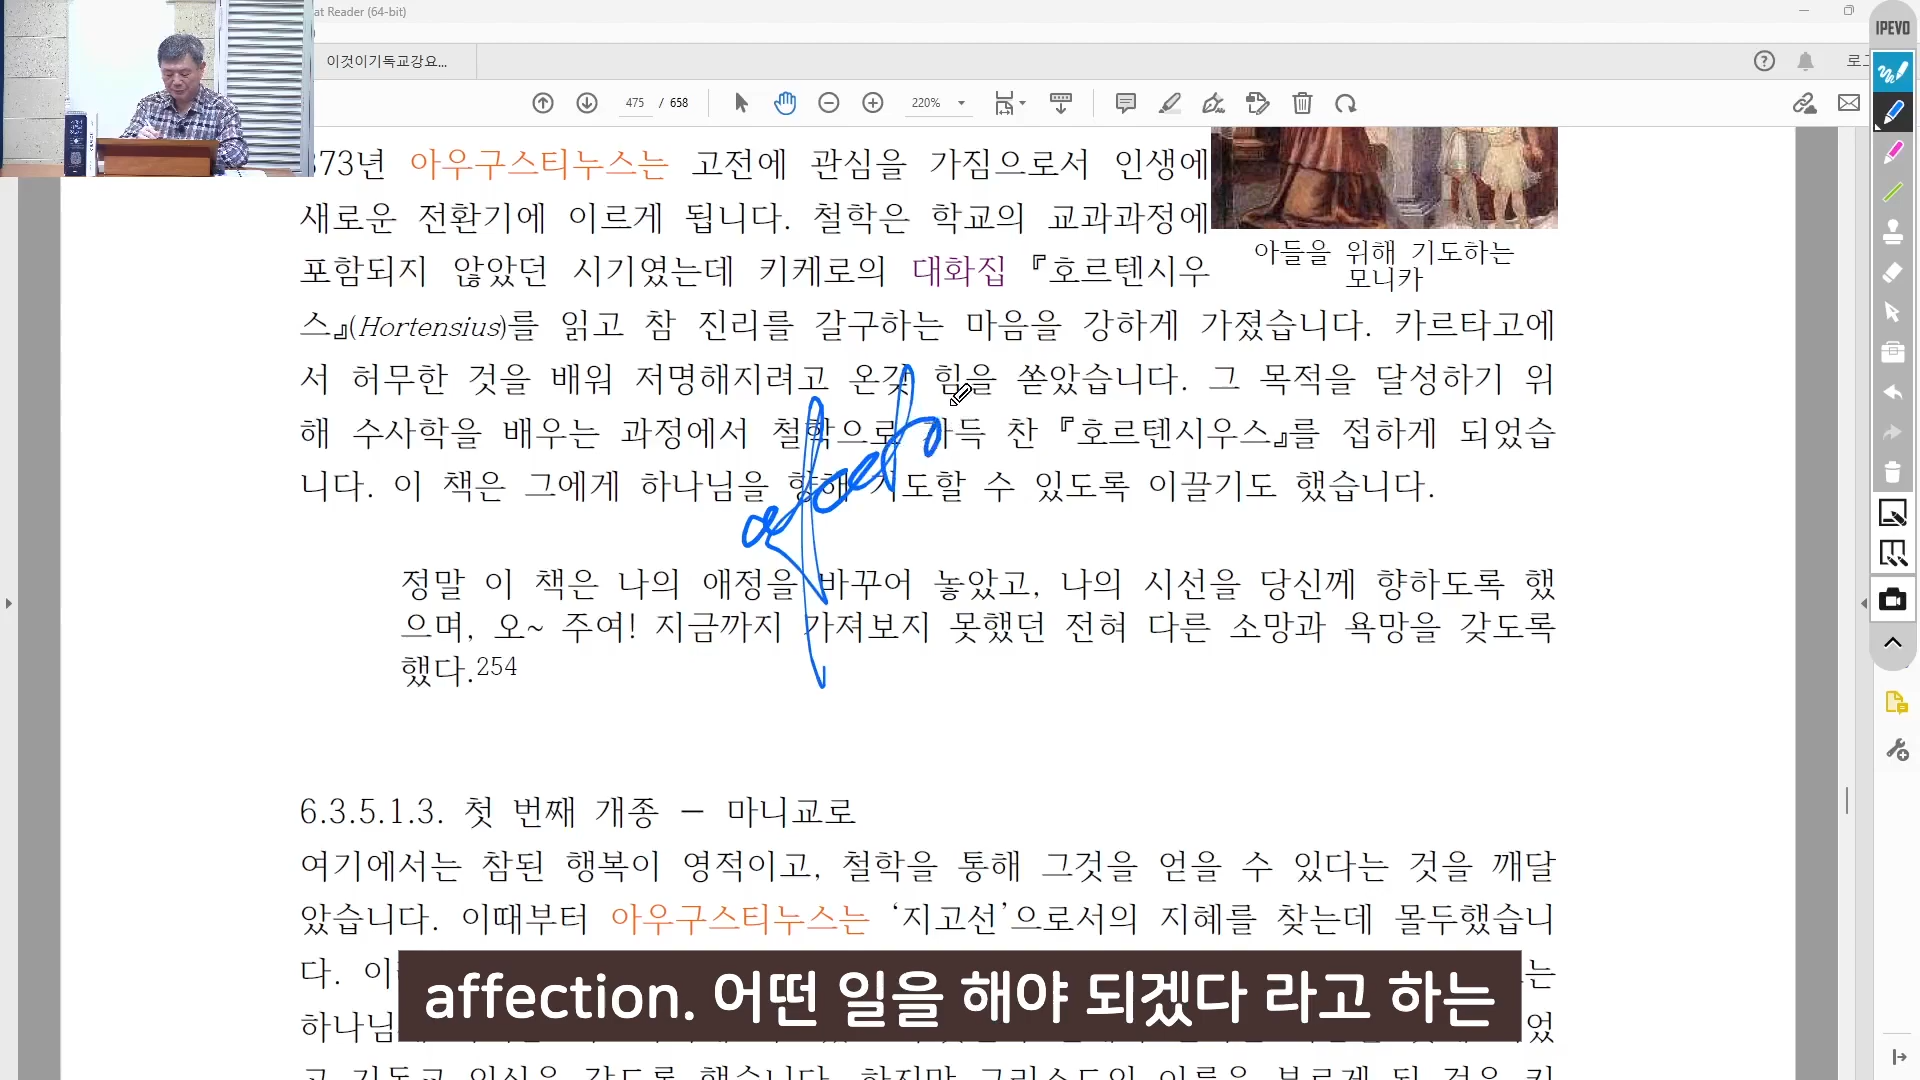 at Reader (64-bit)
IPEVO
이것이기독교강요...
475 / 658
220%
373년 아우구스티누스는 고전에 관심을 가짐으로서 인생에
새로운 전환기에 이르게 됩니다. 철학은 학교의 교과과정에
포함되지 않았던 시기였는데 키케로의 대화집 『호르텐시우
아들을 위해 기도하는
모니카
스』(Hortensius)를 읽고 참 진리를 갈구하는 마음을 강하게 가졌습니다. 카르타고에
서 허무한 것을 배워 저명해지려고 온갖 힘을 쏟았습니다. 그 목적을 달성하기 위
해 수사학을 배우는 과정에서 철학으로 가득 찬 『호르텐시우스』를 접하게 되었습
니다. 이 책은 그에게 하나님을 향해 기도할 수 있도록 이끌기도 했습니다.
정말 이 책은 나의 애정을 바꾸어 놓았고, 나의 시선을 당신께 향하도록 했
으며, 오~ 주여! 지금까지 가져보지 못했던 전혀 다른 소망과 욕망을 갖도록
했다.254
6.3.5.1.3. 첫 번째 개종 – 마니교로
여기에서는 참된 행복이 영적이고, 철학을 통해 그것을 얻을 수 있다는 것을 깨달
았습니다. 이때부터 아우구스티누스는 ‘지고선’으로서의 지혜를 찾는데 몰두했습니
다.
affection. 어떤 일을 해야 되겠다 라고 하는